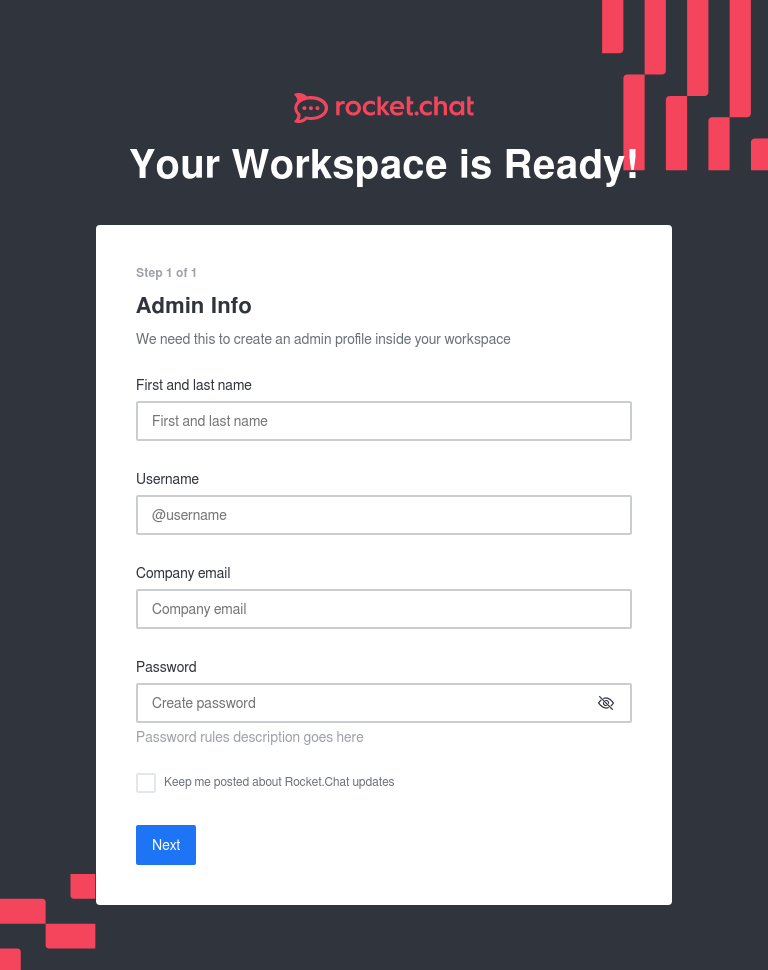 rocket.chat
Your Workspace is Ready!
Step 1 of 1
Admin Info
We need this to create an admin profile inside your workspace
First and last name
First and last name
Username
@username
Company email
Company email
Password
Create password
Password rules description goes here
Keep me posted about Rocket.Chat updates
Next